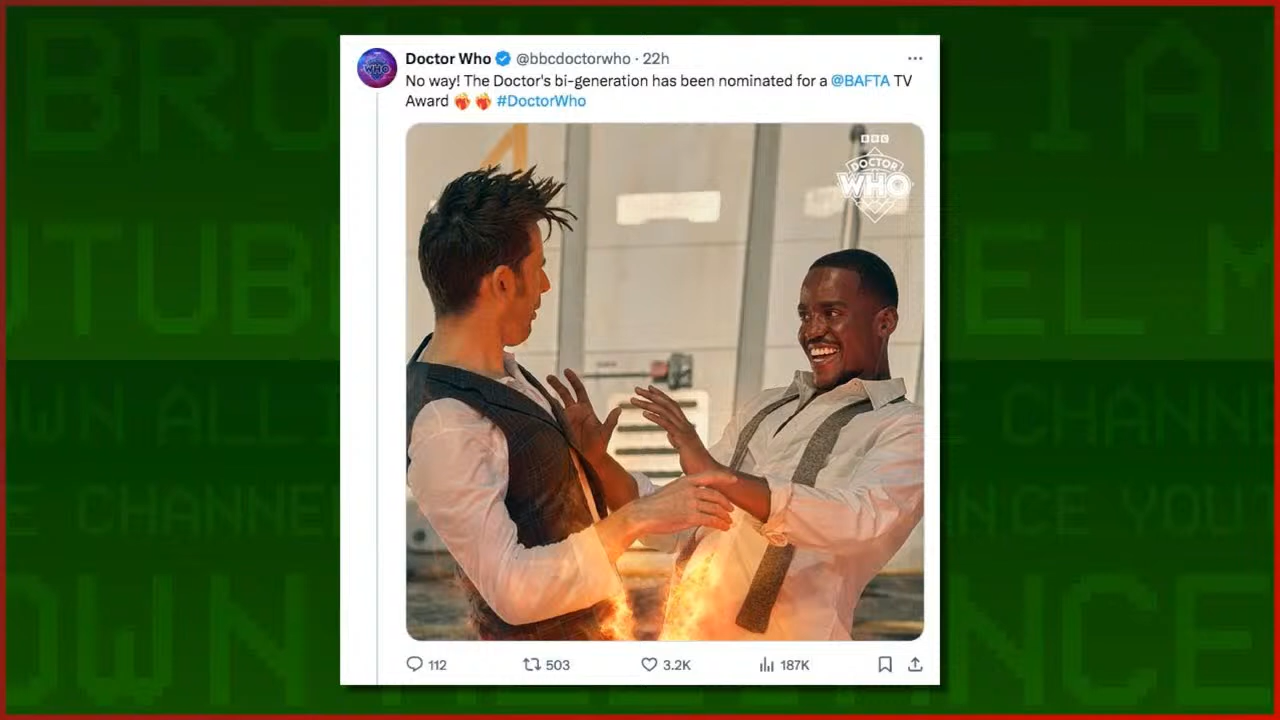 Doctor Who @bbcdoctorwho · 22h
No way! The Doctor's bi-generation has been nominated for a @BAFTA TV
Award ❤️‍🔥 ❤️‍🔥 #DoctorWho
BBC
DOCTOR
WHO
112 503 3.2K 187K